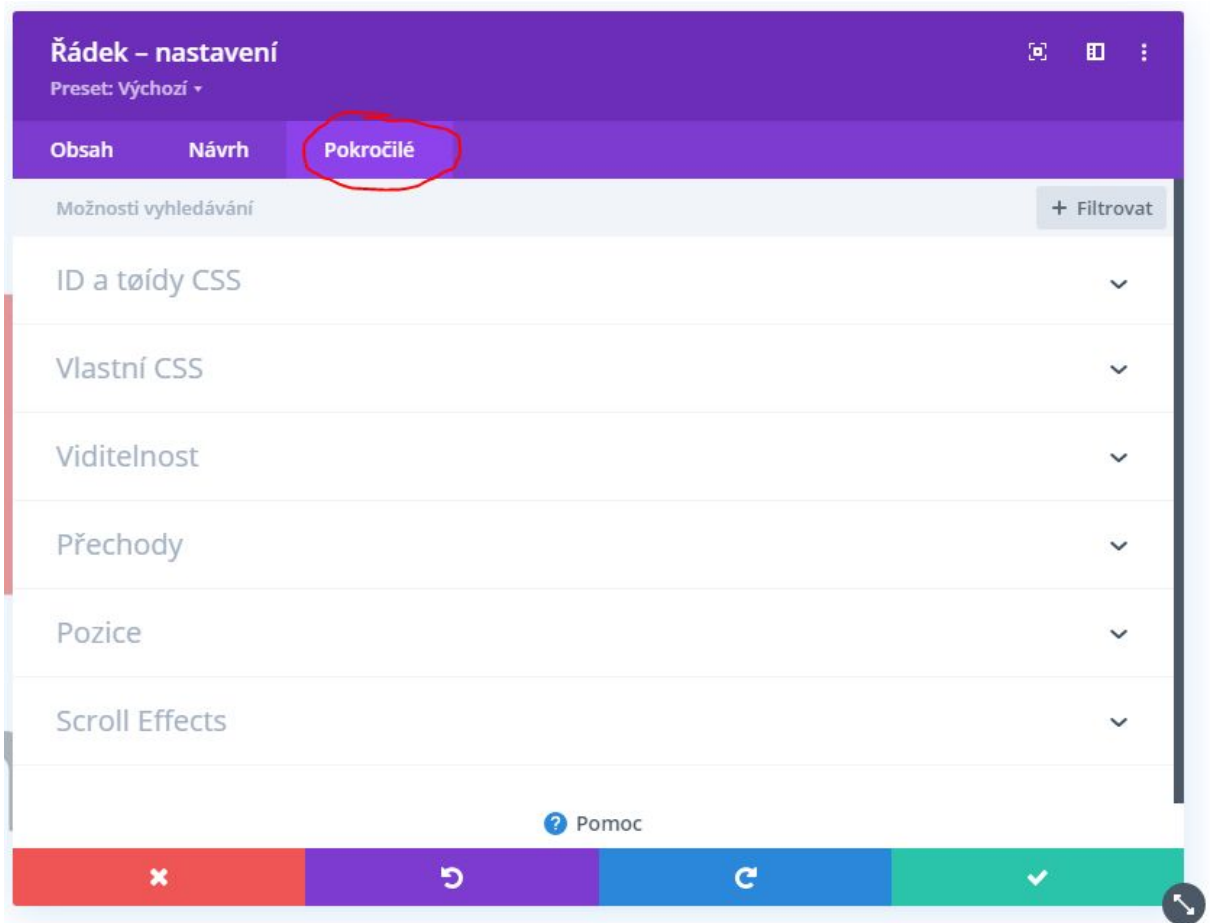 Řádek – nastavení
Preset: Výchozí
Obsah Návrh Pokročilé
Možnosti vyhledávání + Filtrovat
ID a tøídy CSS
Vlastní CSS
Viditelnost
Přechody
Pozice
Scroll Effects
? Pomoc